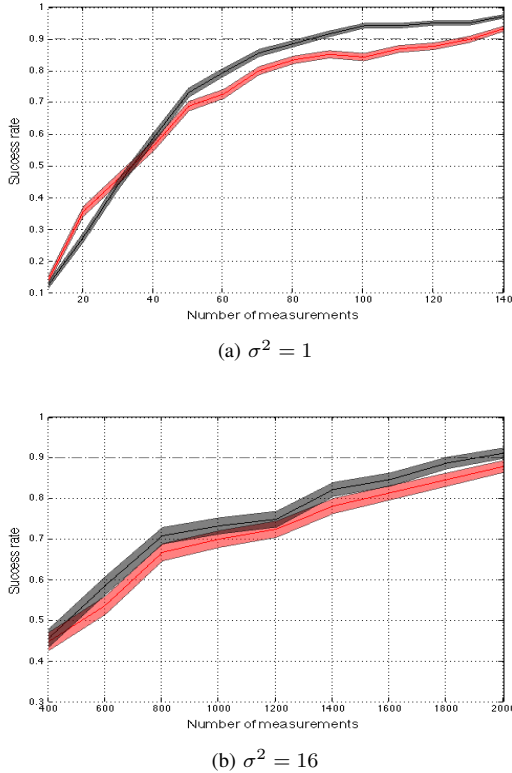 1
0.9
0.8
0.7
0.6
0.5
0.4
0.3
0.2
0.1
Success rate
20 40 60 80 100 120 140
Number of measurements
(a) σ² = 1
1
0.9
0.8
0.7
0.6
0.5
0.4
0.3
Success rate
400 600 800 1000 1200 1400 1600 1800 2000
Number of measurements
(b) σ² = 16